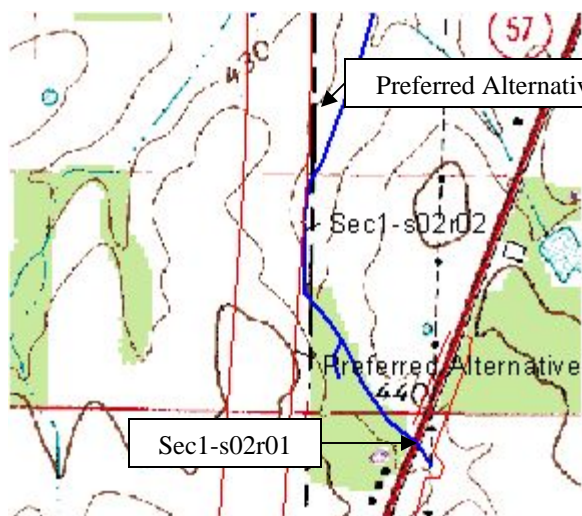 57
430
Preferred Alternativ
Sec1-s02r02
Preferred Alternative
440
Sec1-s02r01